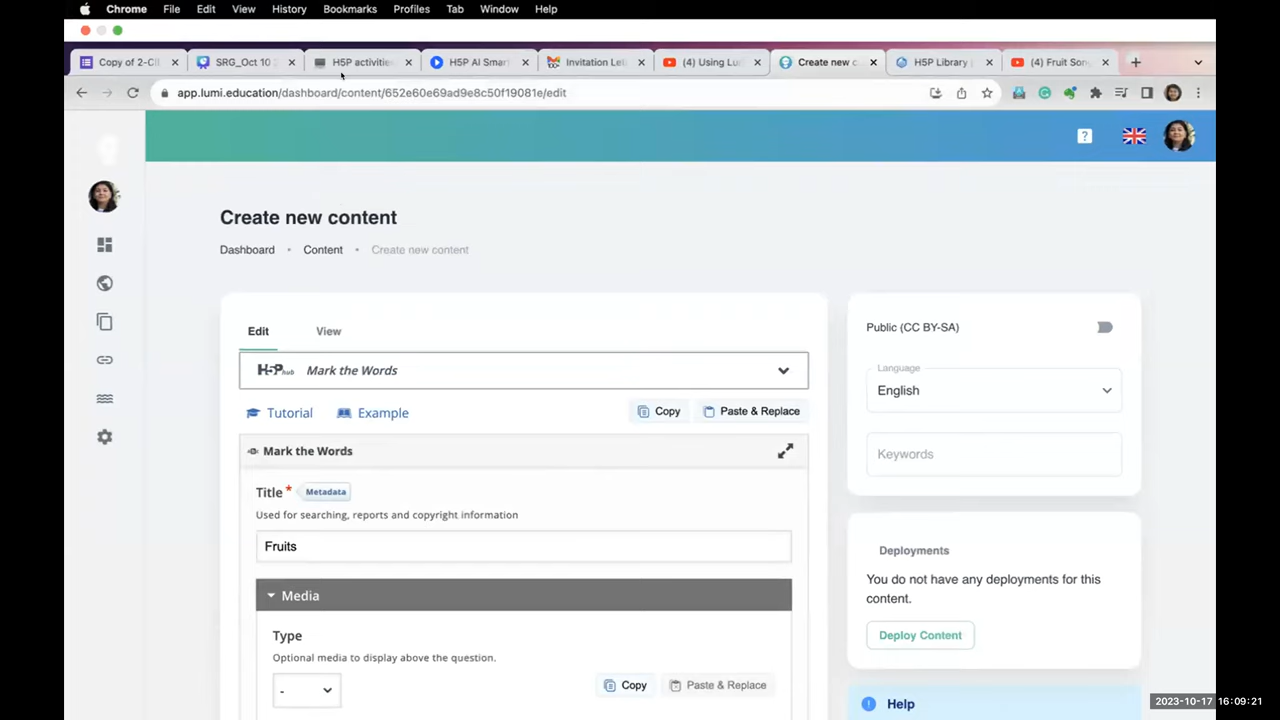 Chrome File Edit View History Bookmarks Profiles Tab Window Help
Copy of 2-CII SRG_Oct 10 H5P activitie H5P AI Smar Invitation Let (4) Using Lu Create new c H5P Library (4) Fruit Son
app.lumi.education/dashboard/content/652e60e69ad9e8c50f19081e/edit
Create new content
Dashboard • Content • Create new content
Edit View
H5P hub Mark the Words
Tutorial Example Copy Paste & Replace
Mark the Words
Title * Metadata
Used for searching, reports and copyright information
Fruits
Media
Type
Optional media to display above the question.
- Copy Paste & Replace
Public (CC BY-SA)
Language
English
Keywords
Deployments
You do not have any deployments for this
content.
Deploy Content
Help
2023-10-17 16:09:21